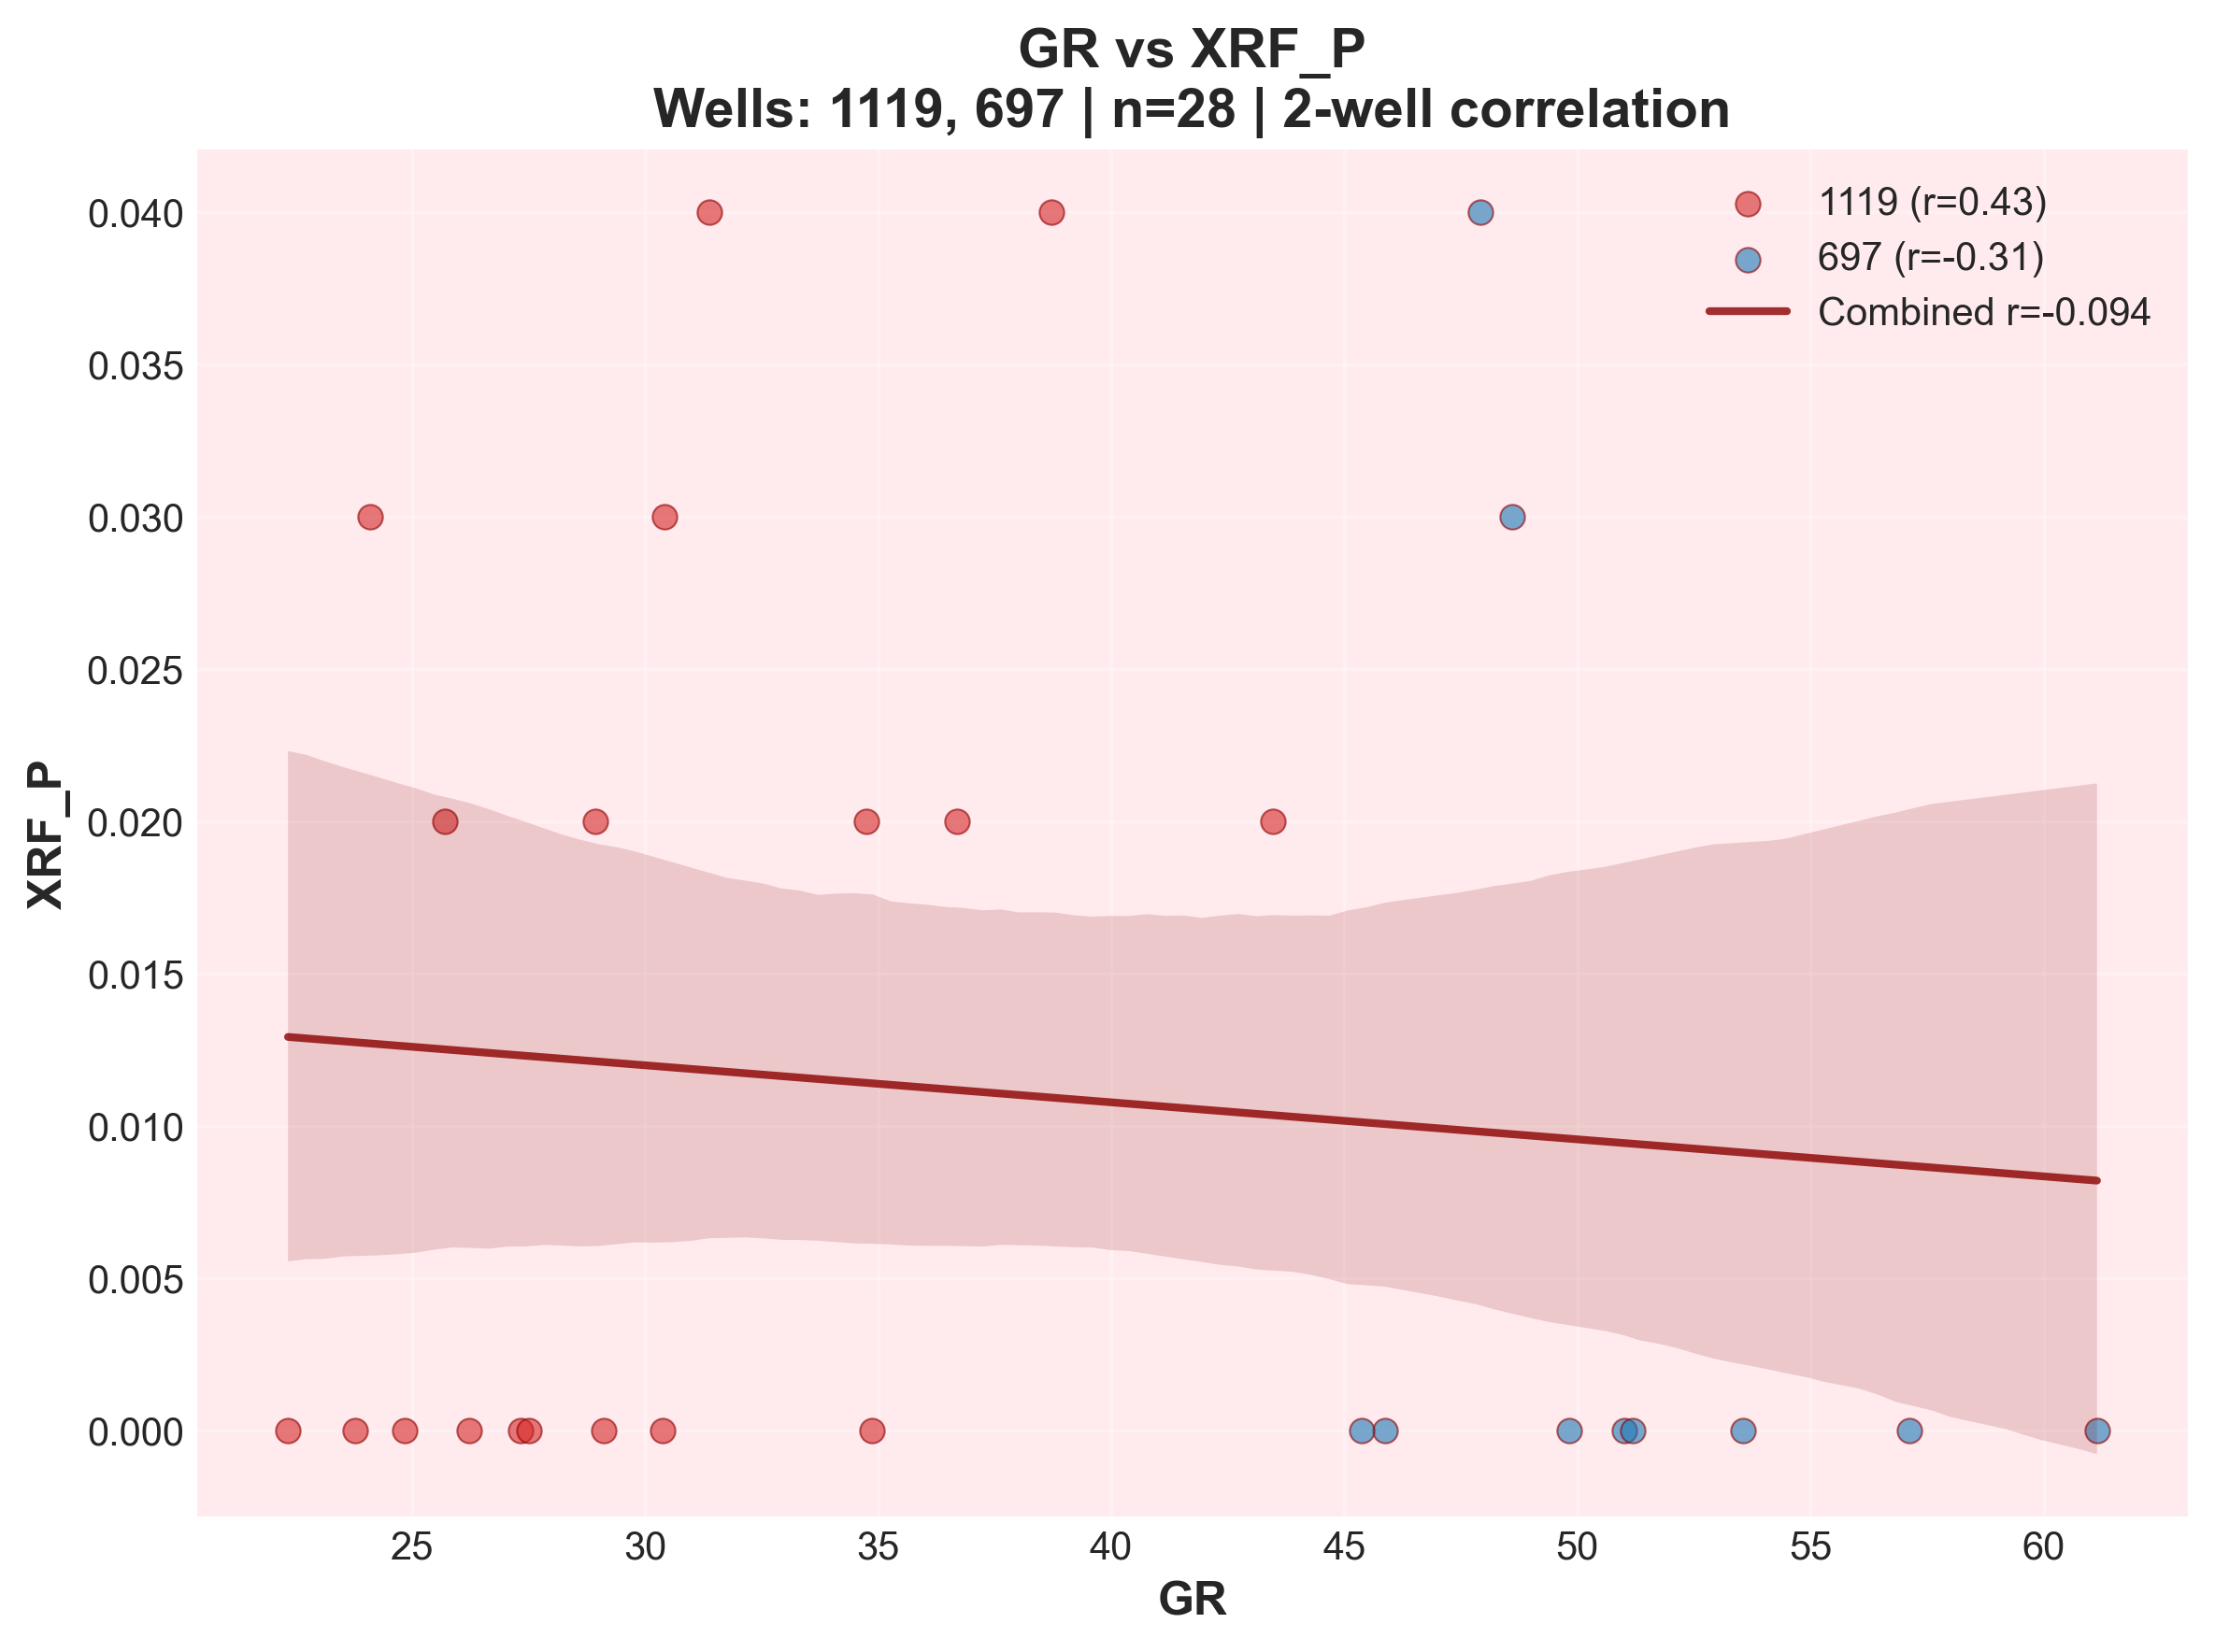 GR vs XRF_P
Wells: 1119, 697 | n=28 | 2-well correlation
1119 (r=0.43)
697 (r=-0.31)
Combined r=-0.094
XRF_P
0.040
0.035
0.030
0.025
0.020
0.015
0.010
0.005
0.000
25 30 35 40 45 50 55 60
GR